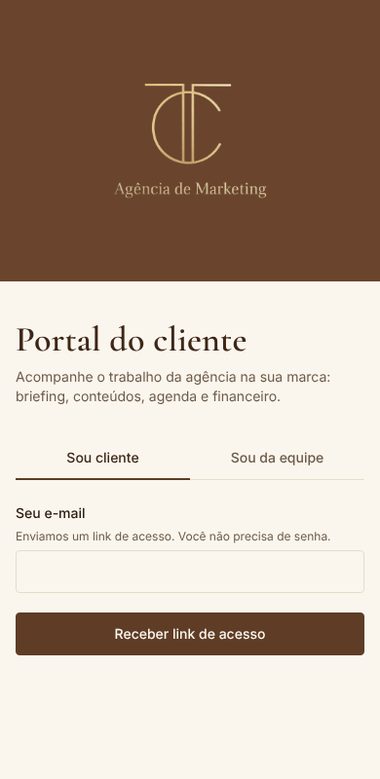 TC
Agência de Marketing
Portal do cliente
Acompanhe o trabalho da agência na sua marca:
briefing, conteúdos, agenda e financeiro.
Sou cliente Sou da equipe
Seu e-mail
Enviamos um link de acesso. Você não precisa de senha.
Receber link de acesso